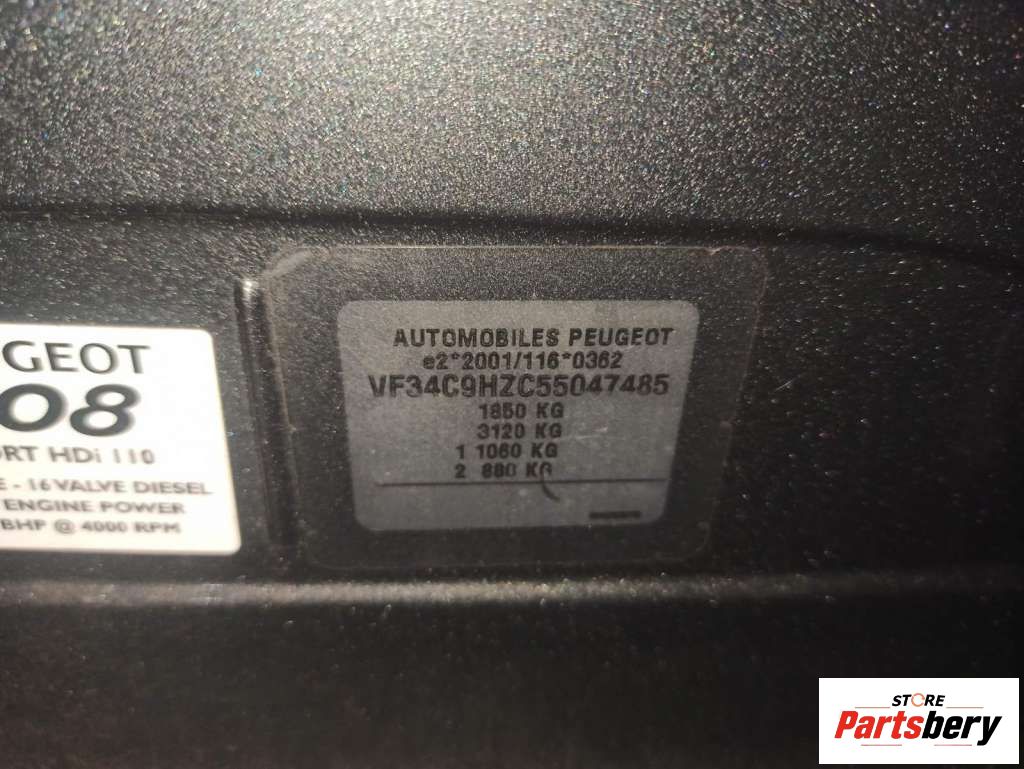 GEOT
08
RT HDi 110
E - 16 VALVE DIESEL
ENGINE POWER
BHP @ 4000 RPM
AUTOMOBILES PEUGEOT
e2*2001/116*0362
VF34C9HZC55047485
1850 KG
3120 KG
1 1060 KG
2 880 KG
STORE
Partsbery